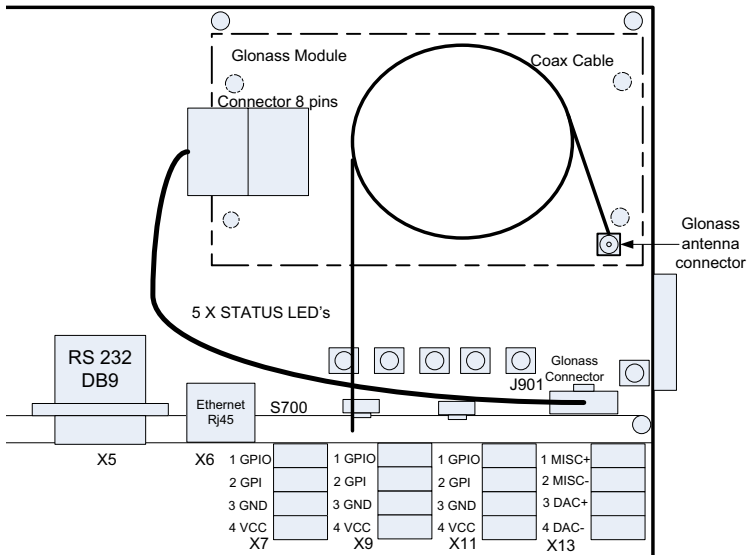 Glonass Module
Coax Cable
Connector 8 pins
Glonass
antenna
connector
5 X STATUS LED's
RS 232
DB9
Glonass
Connector
J901
Ethernet
Rj45
S700
X5
X6
1 GPIO
2 GPI
3 GND
4 VCC
X7
1 GPIO
2 GPI
3 GND
4 VCC
X9
1 GPIO
2 GPI
3 GND
4 VCC
X11
1 MISC+
2 MISC-
3 DAC+
4 DAC-
X13